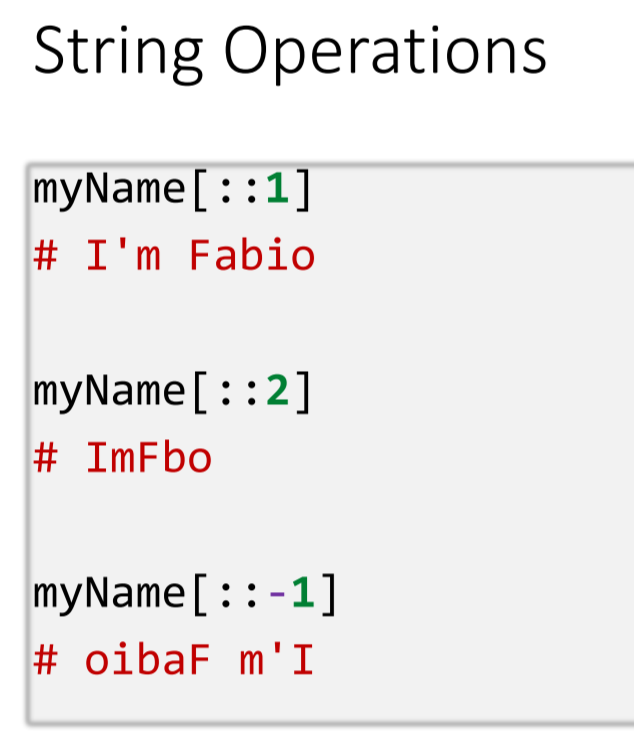 String Operations
myName[::1]
# I'm Fabio
myName[::2]
# ImFbo
myName[::-1]
# oibaF m'I